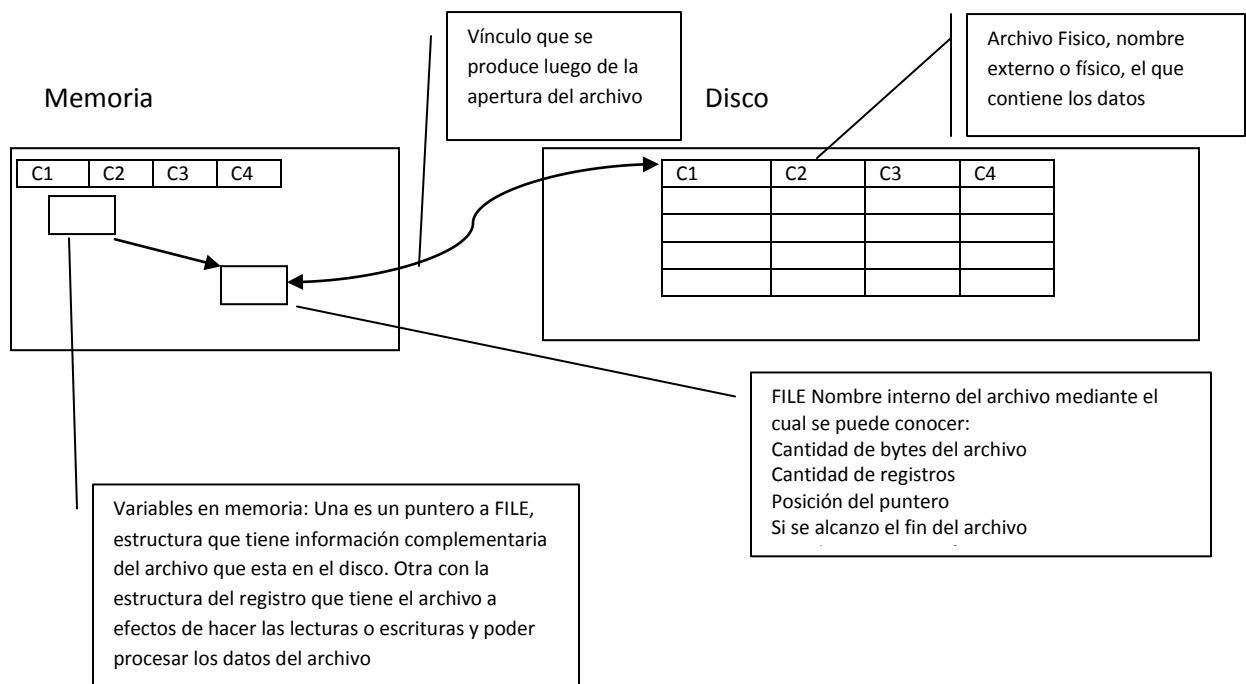 Vínculo que se
produce luego de la
apertura del archivo
Archivo Fisico, nombre
externo o físico, el que
contiene los datos
Memoria
Disco
C1 C2 C3 C4
C1 C2 C3 C4
FILE Nombre interno del archivo mediante el
cual se puede conocer:
Cantidad de bytes del archivo
Cantidad de registros
Posición del puntero
Si se alcanzo el fin del archivo
Variables en memoria: Una es un puntero a FILE,
estructura que tiene información complementaria
del archivo que esta en el disco. Otra con la
estructura del registro que tiene el archivo a
efectos de hacer las lecturas o escrituras y poder
procesar los datos del archivo